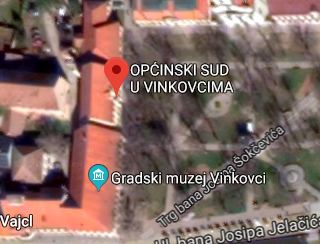 OPĆINSKI SUD
U VINKOVCIMA
Gradski muzej Vinkovci
Trg bana Josipa Šokčevića
Vajcl
Ul. bana Josipa Jelačića